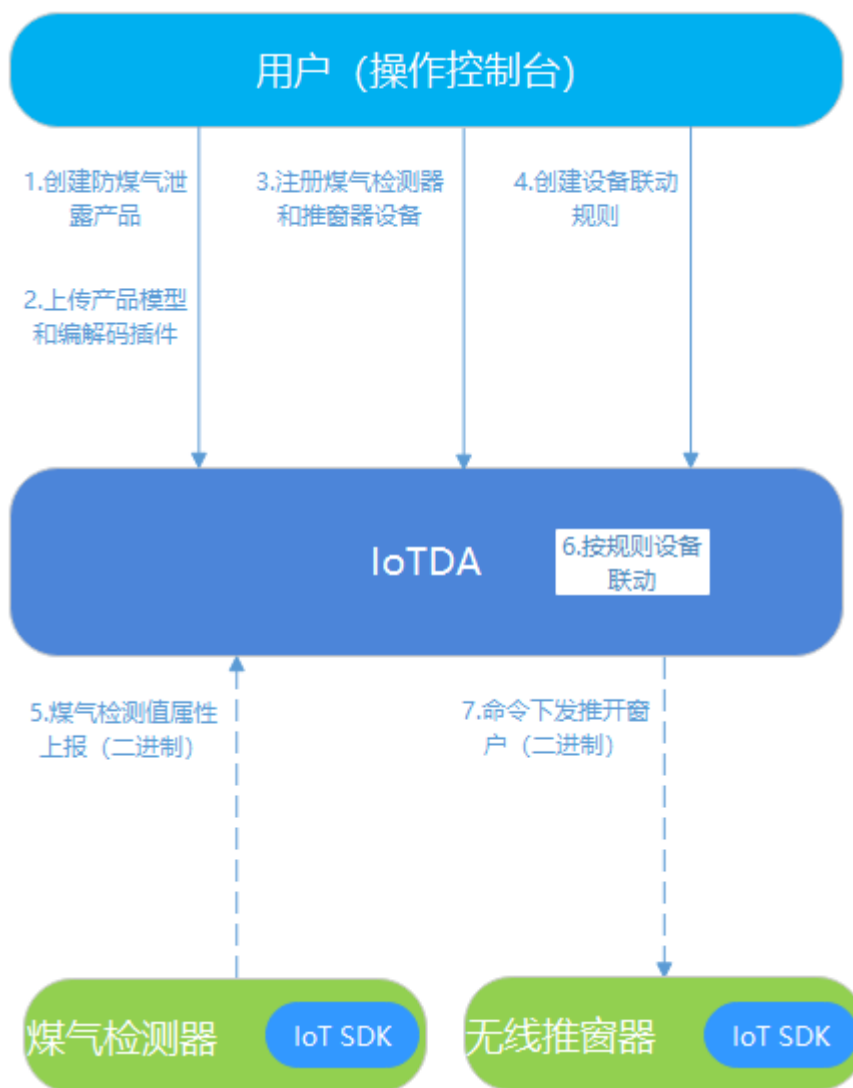 用户（操作控制台）
1.创建防煤气泄
露产品
2.上传产品模型
和编解码插件
3.注册煤气检测器
和推窗器设备
4.创建设备联动
规则
IoTDA
6.按规则设备
联动
5.煤气检测值属性
上报（二进制）
7.命令下发推开窗
户（二进制）
煤气检测器
IoT SDK
无线推窗器
IoT SDK